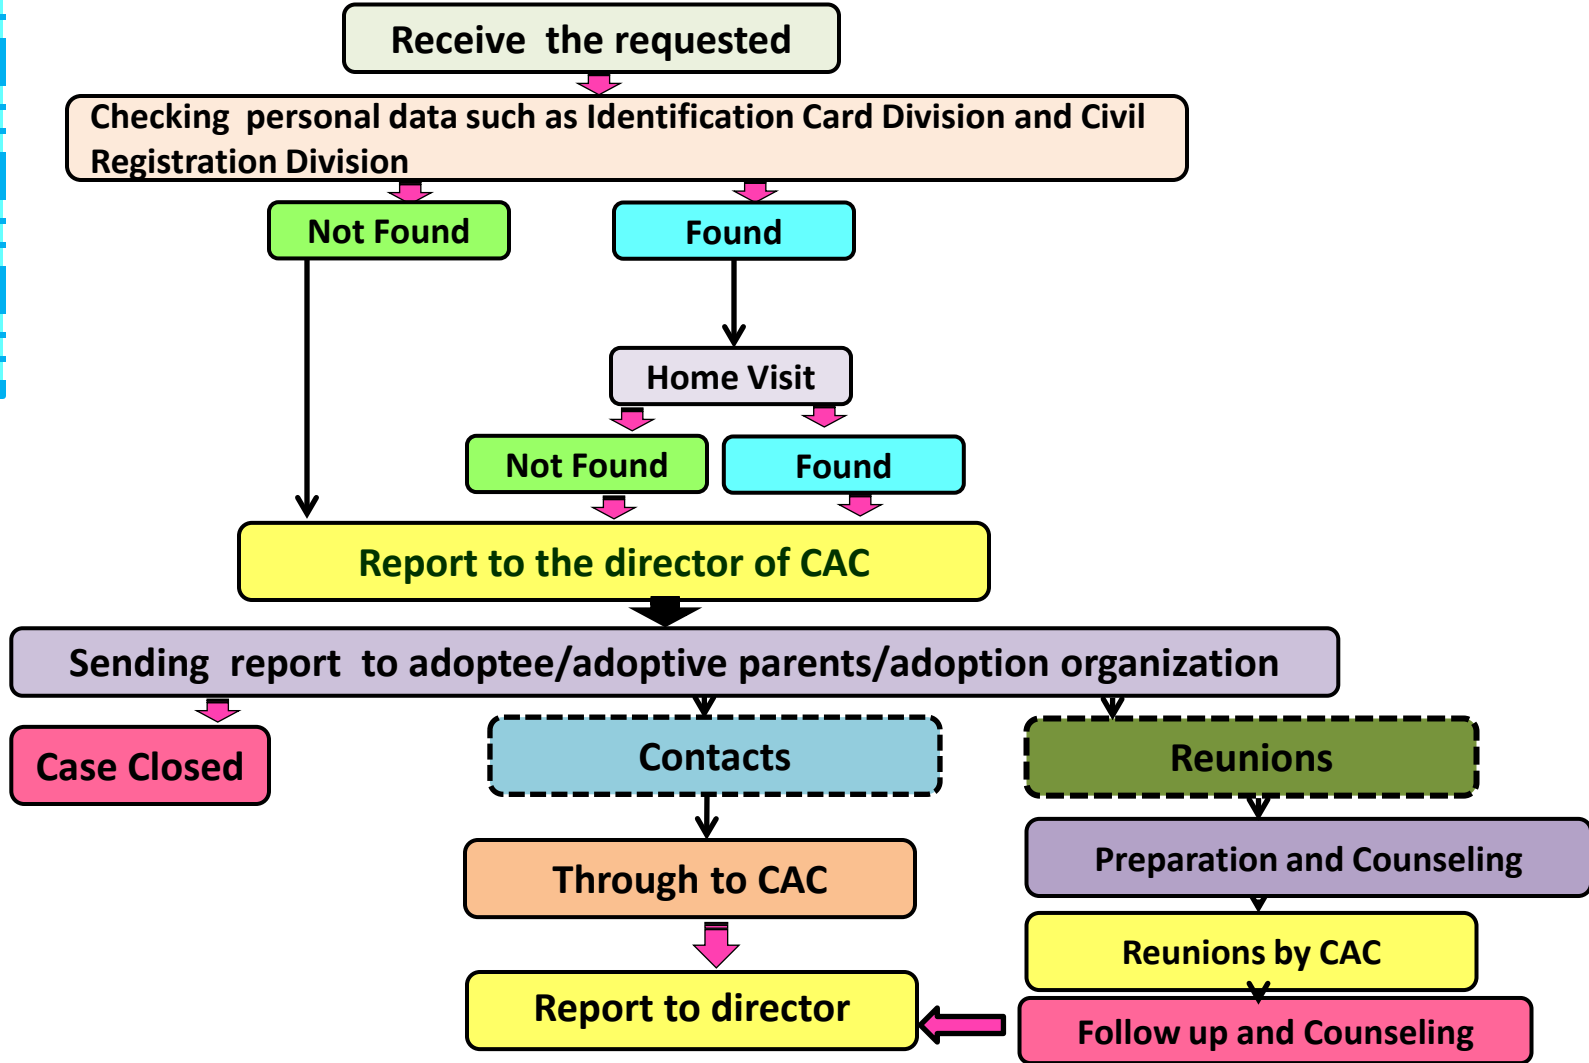 Receive the requested
Checking personal data such as Identification Card Division and Civil
Registration Division
Not Found
Found
Home Visit
Not Found
Found
Report to the director of CAC
Sending report to adoptee/adoptive parents/adoption organization
Case Closed
Contacts
Reunions
Through to CAC
Preparation and Counseling
Reunions by CAC
Report to director
Follow up and Counseling